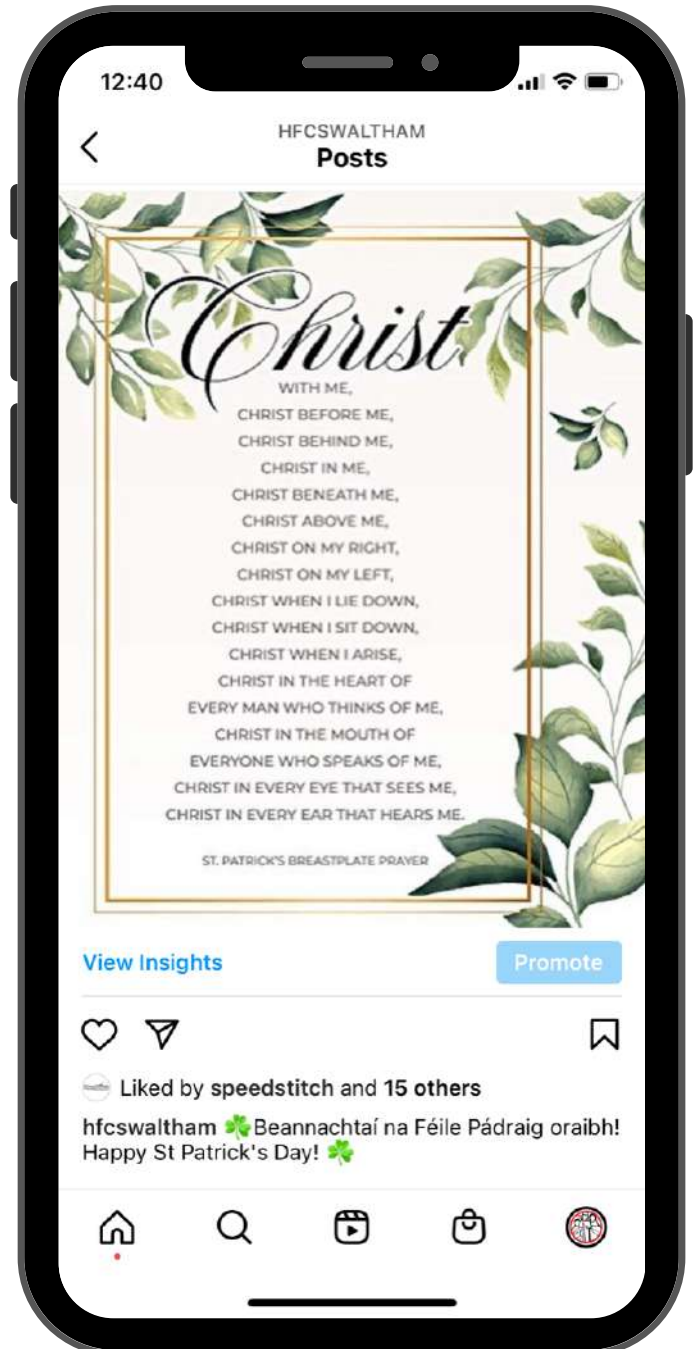 12:40
HFCSWALTHAM
Posts
Christ
WITH ME,
CHRIST BEFORE ME,
CHRIST BEHIND ME,
CHRIST IN ME,
CHRIST BENEATH ME,
CHRIST ABOVE ME,
CHRIST ON MY RIGHT,
CHRIST ON MY LEFT,
CHRIST WHEN I LIE DOWN,
CHRIST WHEN I SIT DOWN,
CHRIST WHEN I ARISE,
CHRIST IN THE HEART OF
EVERY MAN WHO THINKS OF ME,
CHRIST IN THE MOUTH OF
EVERYONE WHO SPEAKS OF ME,
CHRIST IN EVERY EYE THAT SEES ME,
CHRIST IN EVERY EAR THAT HEARS ME.
ST. PATRICK'S BREASTPLATE PRAYER
View Insights
Promote
Liked by speedstitch and 15 others
hfcswaltham ☘️Beannachtaí na Féile Pádraig oraibh!
Happy St Patrick's Day! ☘️